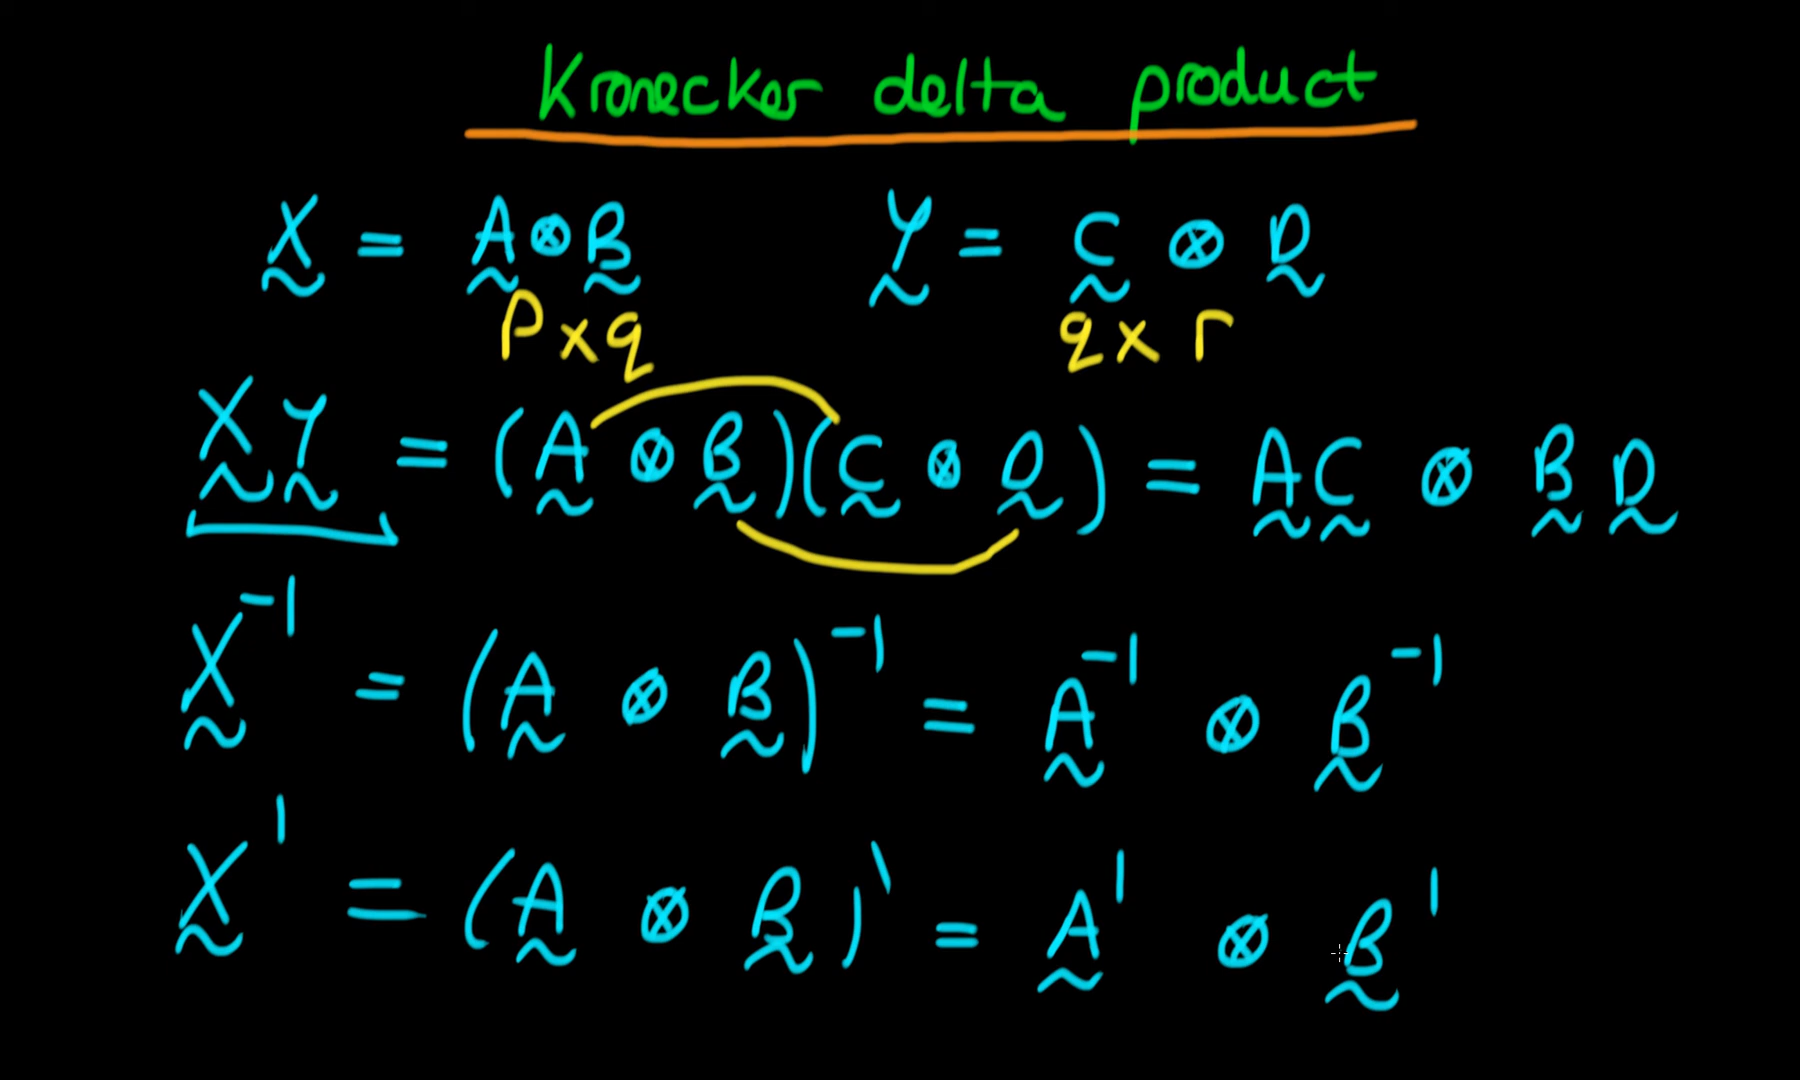 Kronecker delta product
X = A ⊗ B Y = C ⊗ D
p x q q x r
XY = (A ⊗ B)(C ⊗ D) = AC ⊗ BD
X⁻¹ = (A ⊗ B)⁻¹ = A⁻¹ ⊗ B⁻¹
X' = (A ⊗ B)' = A' ⊗ B'